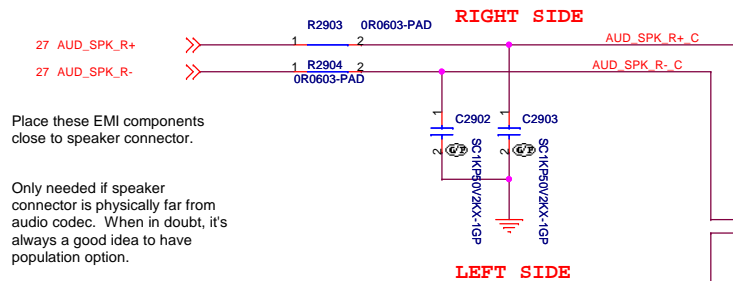 RIGHT SIDE
R2903 0R0603-PAD
27 AUD_SPK_R+ 1 2 AUD_SPK_R+_C
27 AUD_SPK_R- 1 R2904 2 AUD_SPK_R-_C
0R0603-PAD
Place these EMI components
close to speaker connector.
1 C2902 1 C2903
2 G/P 2 G/P
SC1KP50V2KX-1GP
SC1KP50V2KX-1GP
Only needed if speaker
connector is physically far from
audio codec. When in doubt, it's
always a good idea to have
population option.
LEFT SIDE